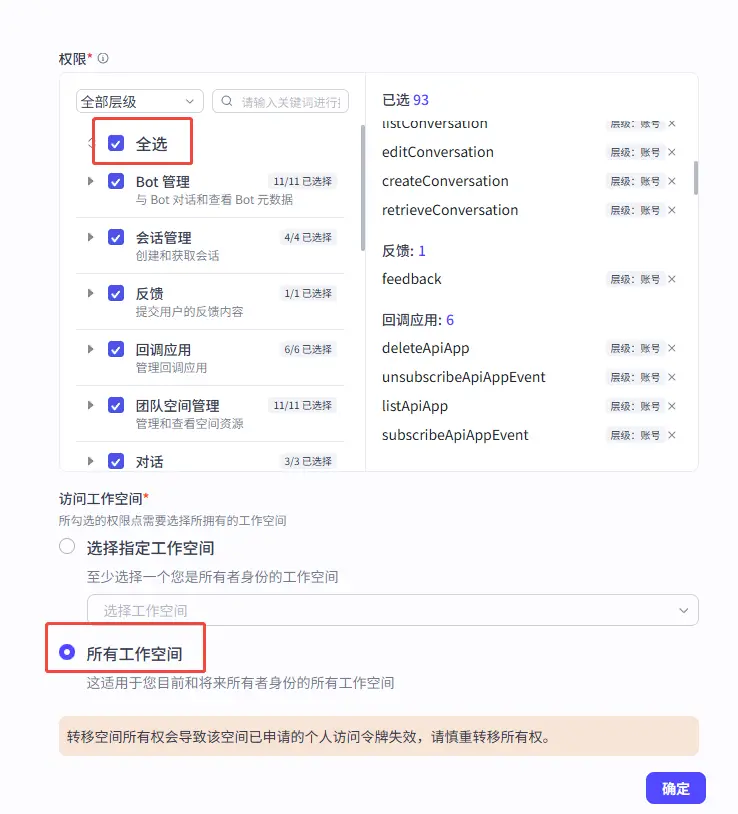 权限*
全部层级
请输入关键词进行
全选
Bot 管理 11/11 已选择
与 Bot 对话和查看 Bot 元数据
会话管理 4/4 已选择
创建和获取会话
反馈 1/1 已选择
提交用户的反馈内容
回调应用 6/6 已选择
管理回调应用
团队空间管理 11/11 已选择
管理和查看空间资源
对话 3/3 已选择
已选 93
listConversation 层级：账号
editConversation 层级：账号
createConversation 层级：账号
retrieveConversation 层级：账号
反馈: 1
feedback 层级：账号
回调应用: 6
deleteApiApp 层级：账号
unsubscribeApiAppEvent 层级：账号
listApiApp 层级：账号
subscribeApiAppEvent 层级：账号
访问工作空间*
所勾选的权限点需要选择所拥有的工作空间
选择指定工作空间
至少选择一个您是所有者身份的工作空间
选择工作空间
所有工作空间
这适用于您目前和将来所有者身份的所有工作空间
转移空间所有权会导致该空间已申请的个人访问令牌失效，请慎重转移所有权。
确定